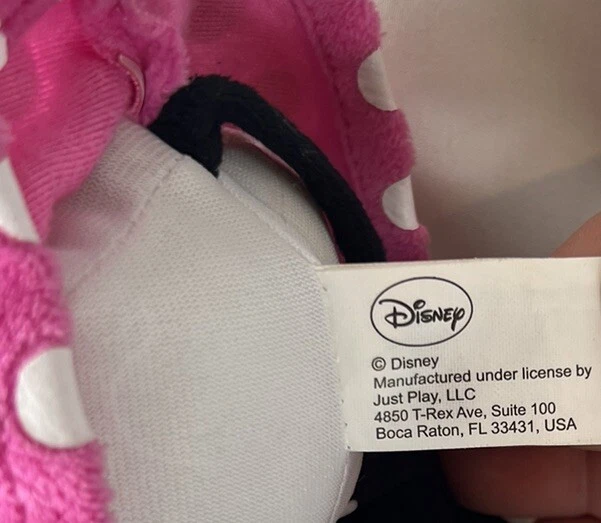 Disney
© Disney
Manufactured under license by
Just Play, LLC
4850 T-Rex Ave, Suite 100
Boca Raton, FL 33431, USA